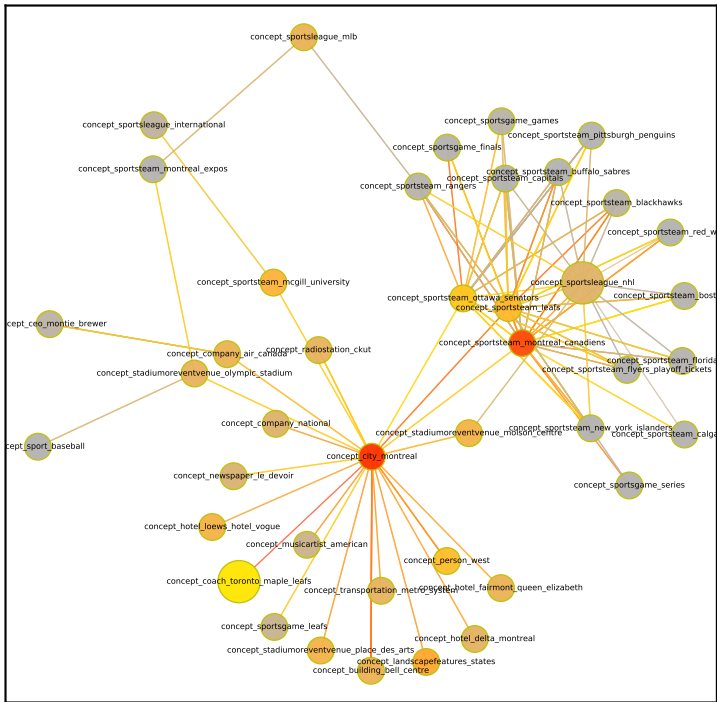 concept_sportsleague_mlb
concept_sportsleague_international
concept_sportsgame_games
concept_sportsteam_pittsburgh_penguins
concept_sportsgame_finals
concept_sportsteam_montreal_expos
concept_sportsteam_buffalo_sabres
concept_sportsteam_capitals
concept_sportsteam_rangers
concept_sportsteam_blackhawks
concept_sportsteam_red_w
concept_sportsteam_mcgill_university
concept_sportsleague_nhl
concept_sportsteam_ottawa_senators
concept_sportsteam_bost
concept_sportsteam_leafs
cept_ceo_montie_brewer
concept_sportsteam_montreal_canadiens
concept_radiostation_ckut
concept_company_air_canada
concept_sportsteam_florida
concept_sportsteam_flyers_playoff_tickets
concept_stadiumoreventvenue_olympic_stadium
concept_company_national
concept_sportsteam_new_york_islanders
concept_stadiumoreventvenue_molson_centre
concept_sportsteam_calga
cept_sport_baseball
concept_city_montreal
concept_newspaper_le_devoir
concept_sportsgame_series
concept_hotel_loews_hotel_vogue
concept_musicartist_american
concept_person_west
concept_coach_toronto_maple_leafs
concept_hotel_fairmont_queen_elizabeth
concept_transportation_metro_system
concept_sportsgame_leafs
concept_hotel_delta_montreal
concept_stadiumoreventvenue_place_des_arts
concept_landscapefeatures_states
concept_building_bell_centre